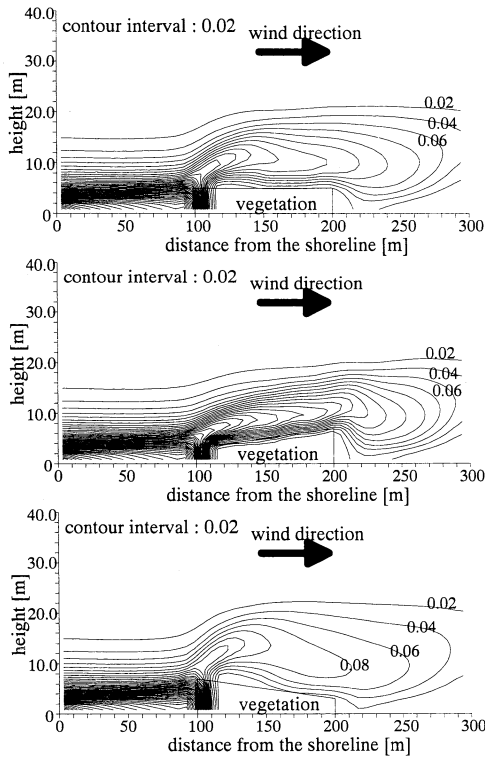 40.0
contour interval : 0.02
wind direction
30.0
height [m]
20.0
0.02
0.04
0.06
10.0
vegetation
0
0 50 100 150 200 250 300
distance from the shoreline [m]
40.0
contour interval : 0.02
wind direction
30.0
height [m]
20.0
0.02
0.04
0.06
10.0
vegetation
0
0 50 100 150 200 250 300
distance from the shoreline [m]
40.0
contour interval : 0.02
wind direction
30.0
height [m]
20.0
0.02
0.04
0.06
0.08
10.0
vegetation
0
0 50 100 150 200 250 300
distance from the shoreline [m]